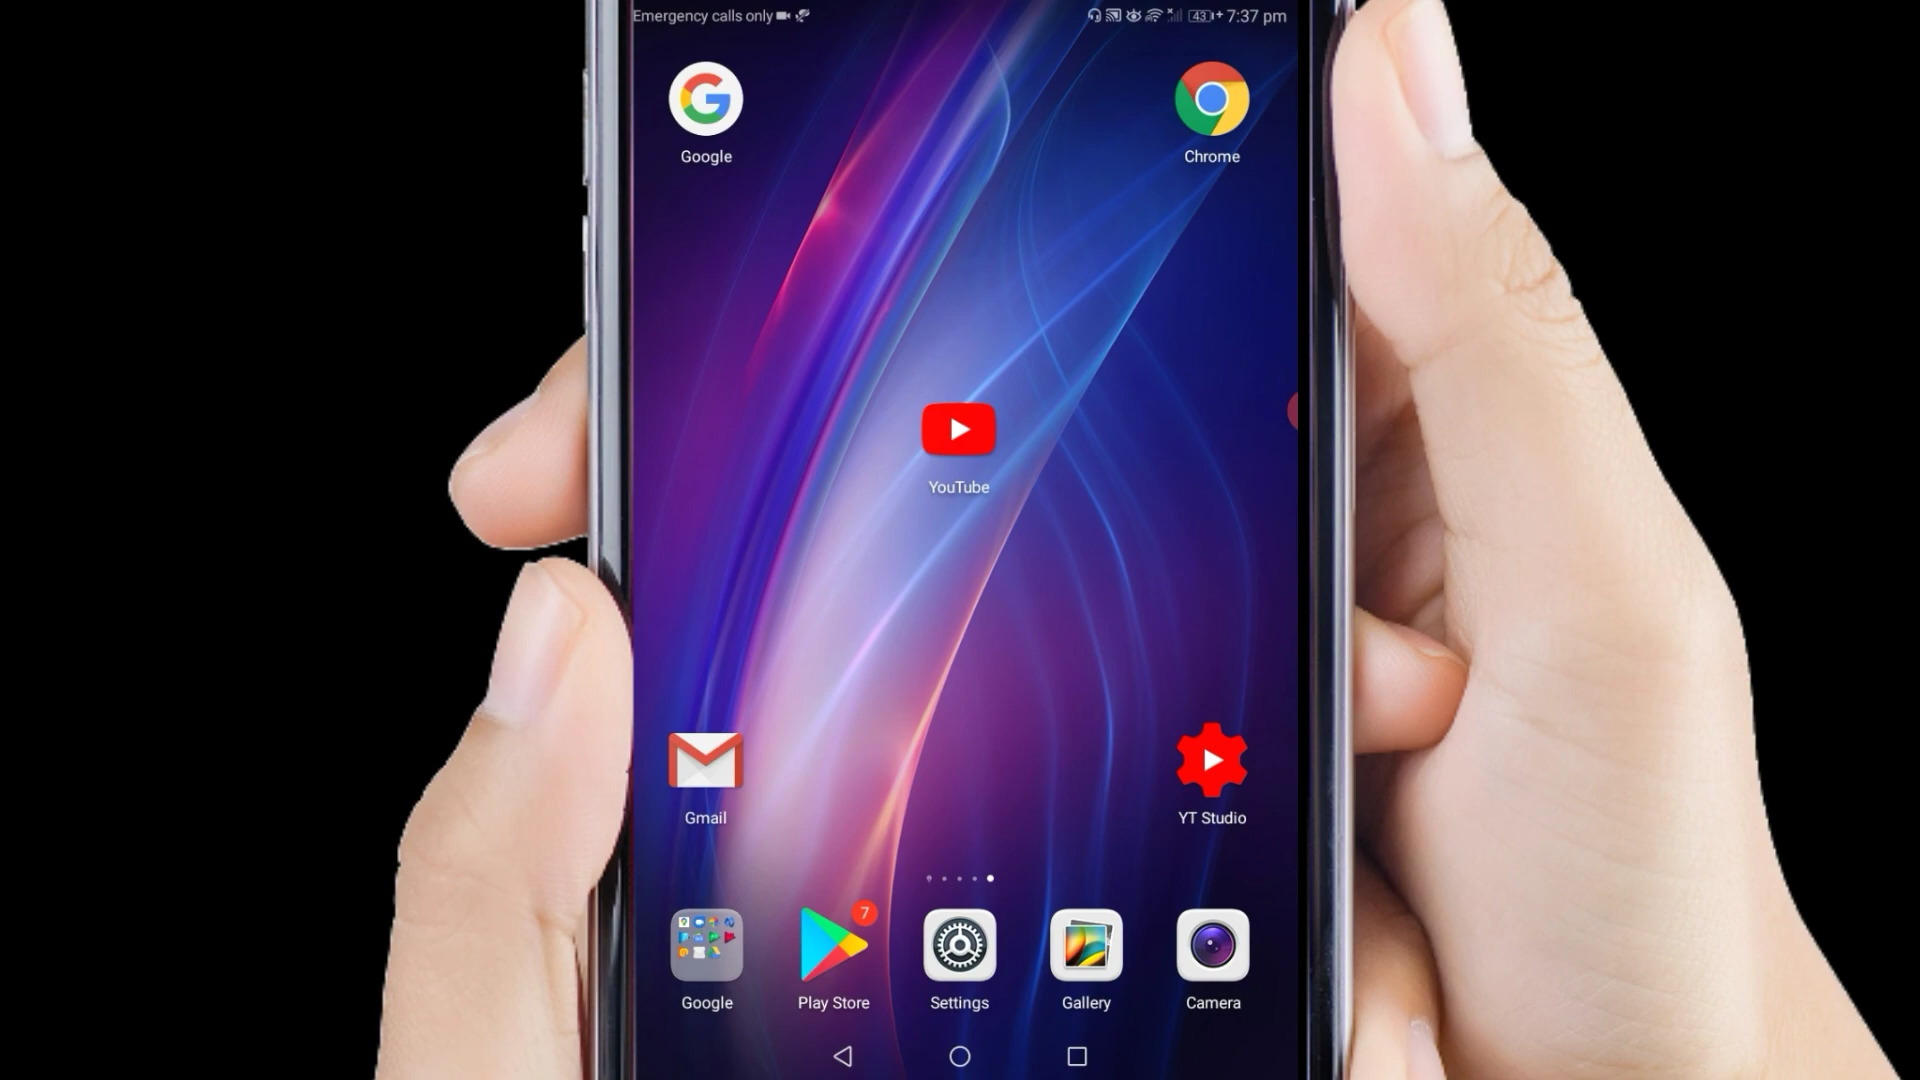 Emergency calls only
43 7:37 pm
Google
Chrome
YouTube
Gmail
YT Studio
7
Google
Play Store
Settings
Gallery
Camera